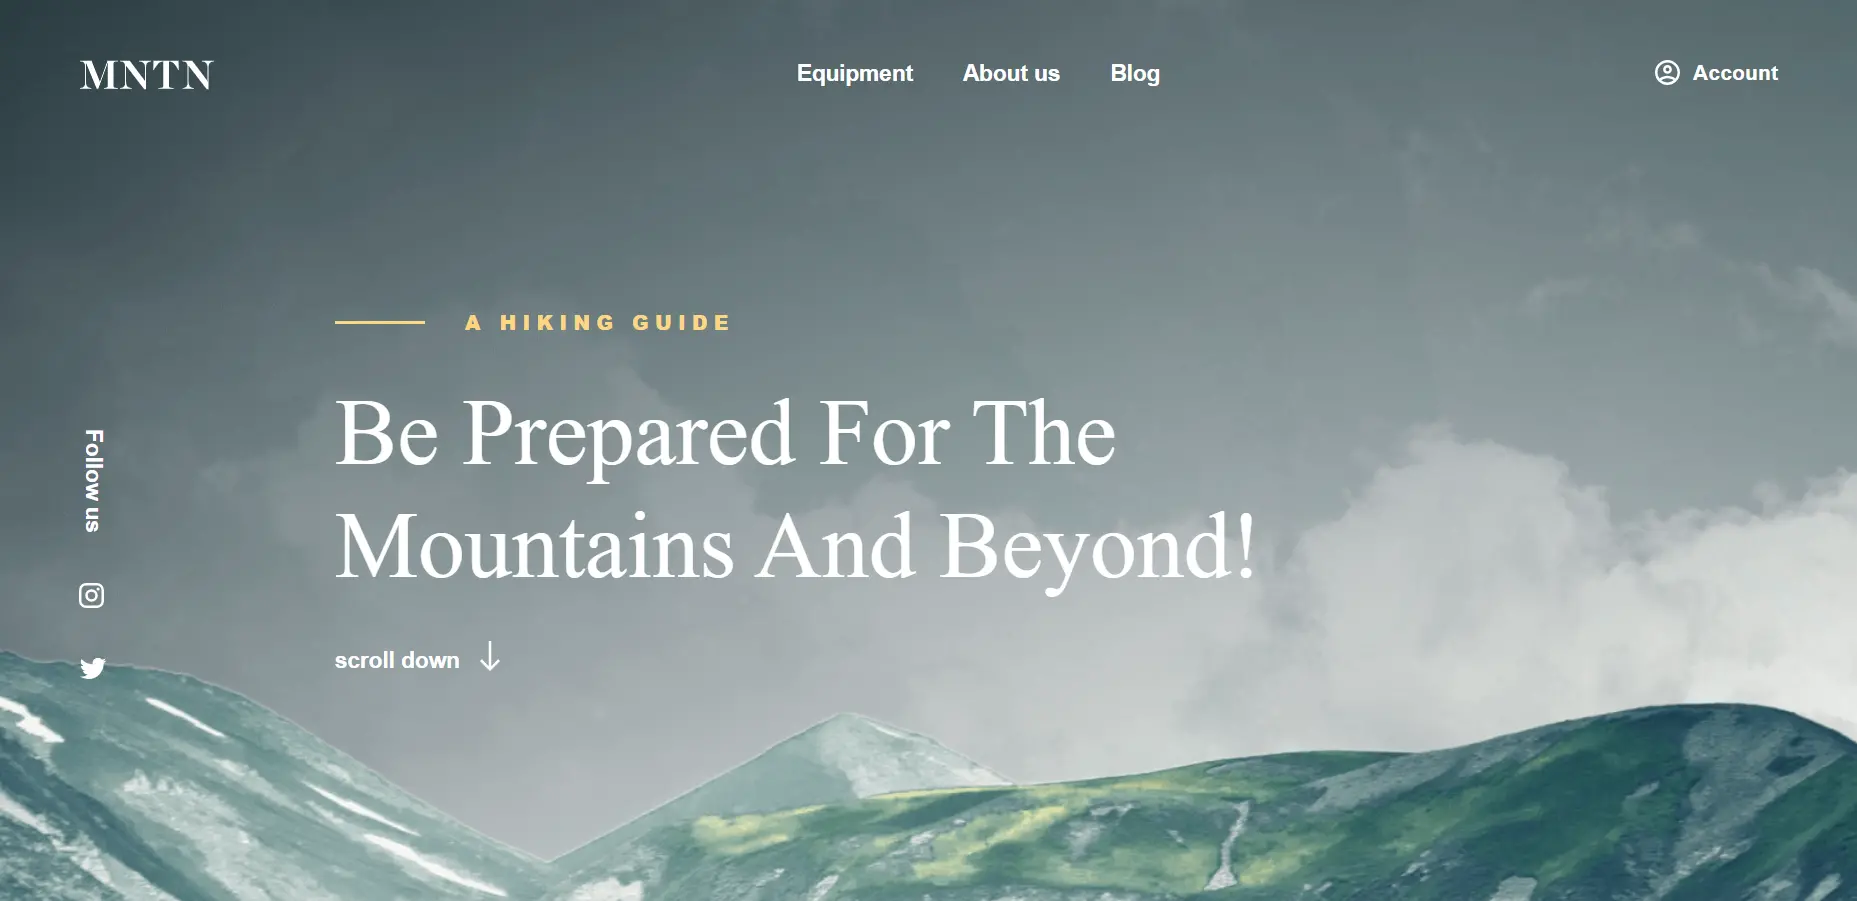 MNTN
Equipment
About us
Blog
Account
A HIKING GUIDE
Be Prepared For The
Mountains And Beyond!
scroll down
Follow us